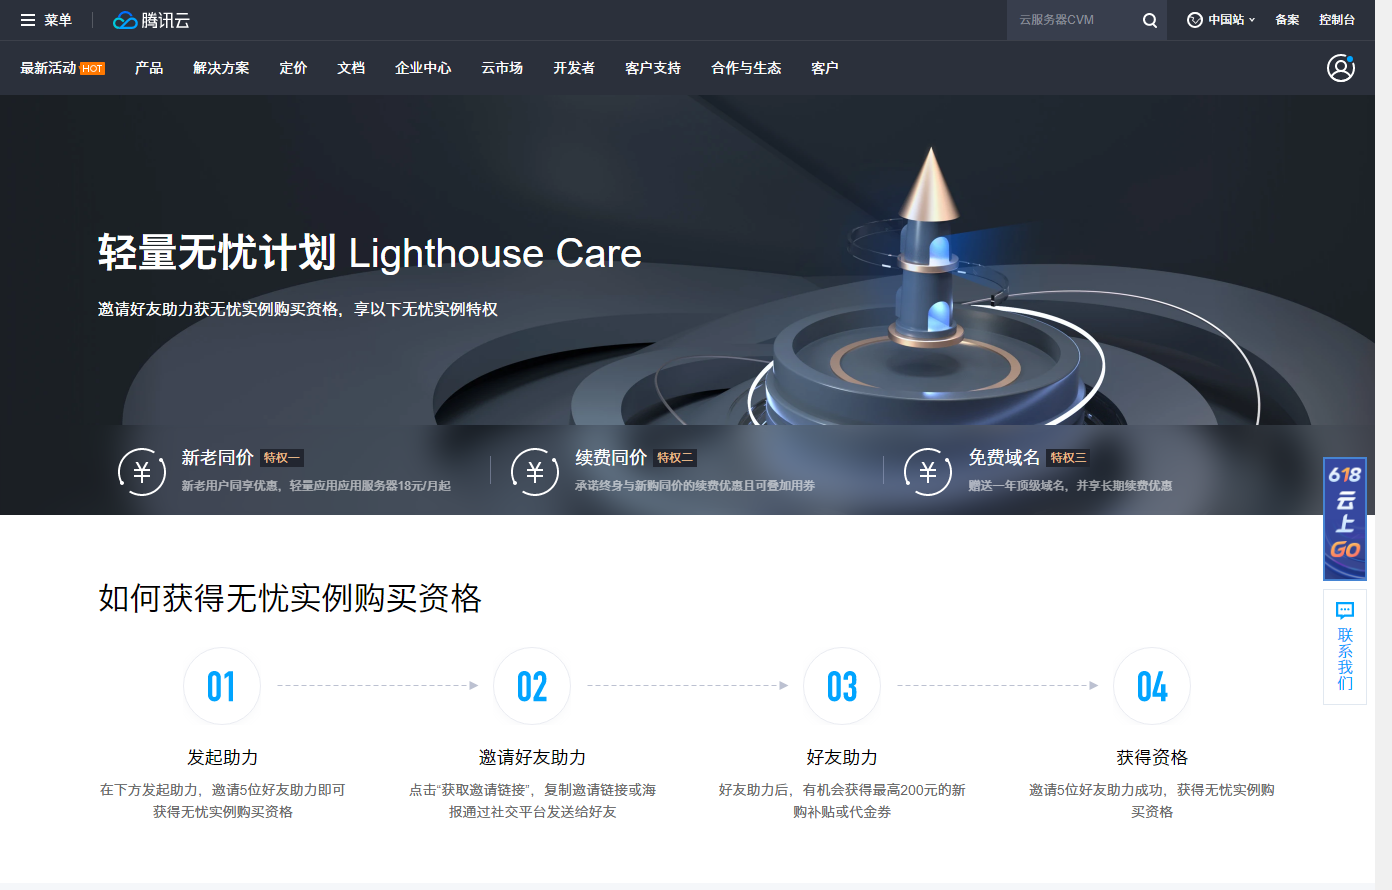 菜单
腾讯云
云服务器CVM
中国站
备案
控制台
最新活动 HOT
产品
解决方案
定价
文档
企业中心
云市场
开发者
客户支持
合作与生态
客户
轻量无忧计划 Lighthouse Care
邀请好友助力获无忧实例购买资格，享以下无忧实例特权
新老同价 特权一
新老用户同享优惠，轻量应用应用服务器18元/月起
续费同价 特权二
承诺终身与新购同价的续费优惠且可叠加用券
免费域名 特权三
赠送一年顶级域名，并享长期续费优惠
618
云
上
GO
联系我们
如何获得无忧实例购买资格
01
发起助力
在下方发起助力，邀请5位好友助力即可
获得无忧实例购买资格
02
邀请好友助力
点击“获取邀请链接”，复制邀请链接或海
报通过社交平台发送给好友
03
好友助力
好友助力后，有机会获得最高200元的新
购补贴或代金券
04
获得资格
邀请5位好友助力成功，获得无忧实例购
买资格